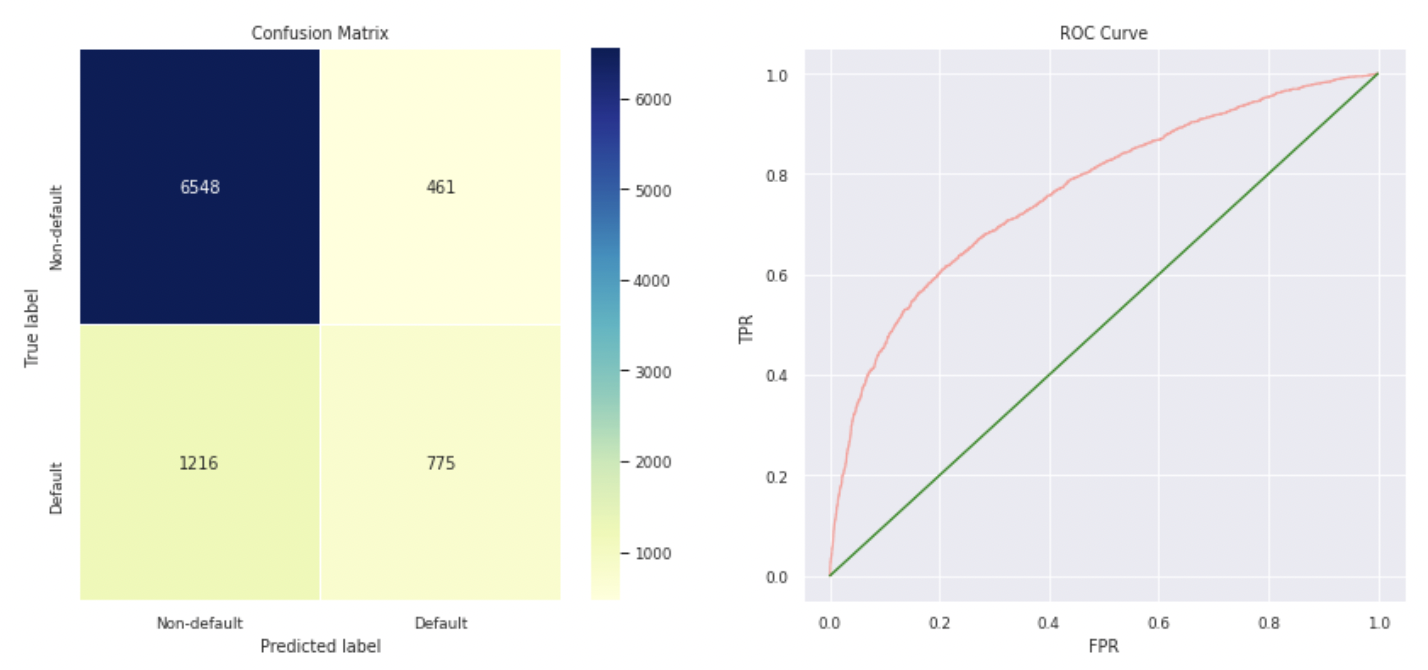 Confusion Matrix
Non-default
Default
True label
6548
461
1216
775
Non-default
Default
Predicted label
6000
5000
4000
3000
2000
1000
ROC Curve
TPR
1.0
0.8
0.6
0.4
0.2
0.0
0.0
0.2
0.4
0.6
0.8
1.0
FPR